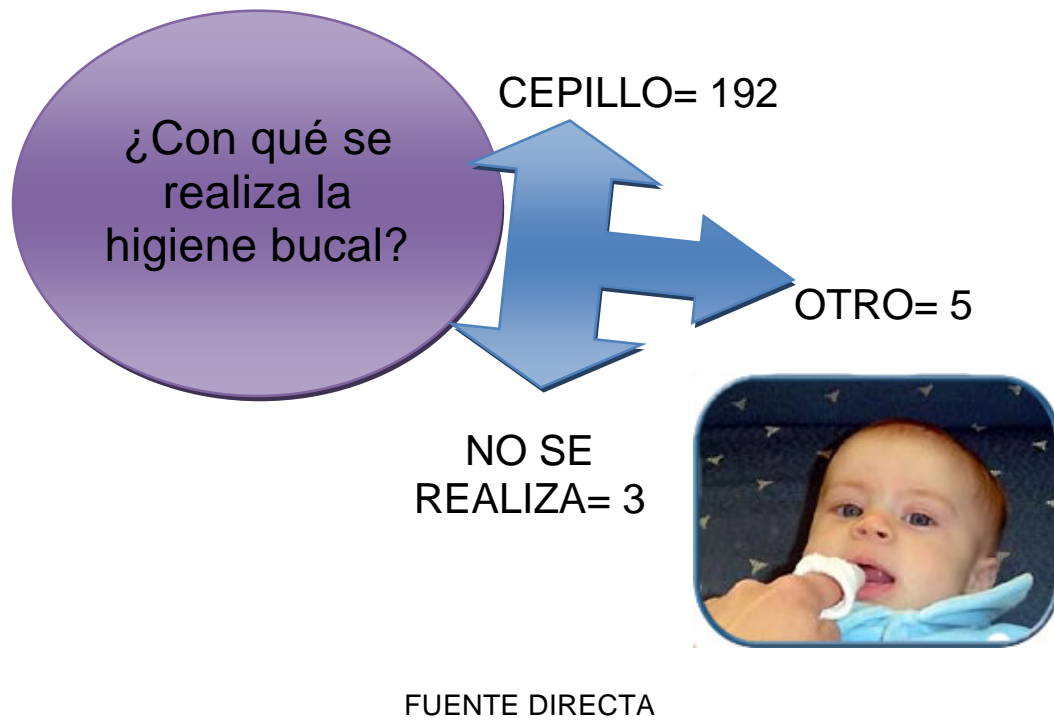 ¿Con qué se
realiza la
higiene bucal?
CEPILLO= 192
OTRO= 5
NO SE
REALIZA= 3
FUENTE DIRECTA